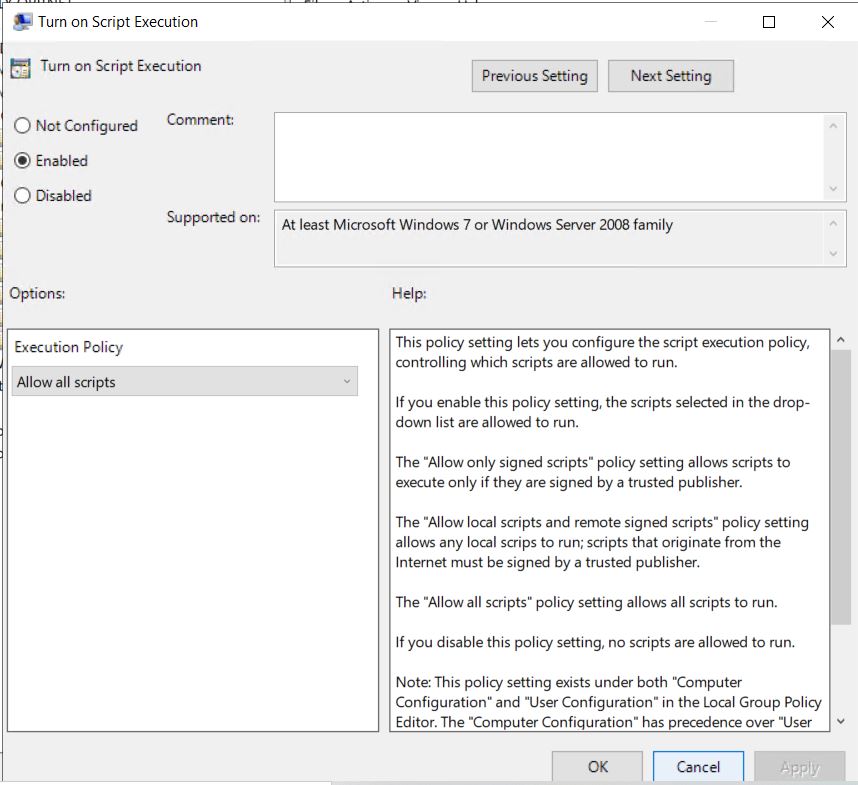 Turn on Script Execution
Turn on Script Execution
Previous Setting
Next Setting
Not Configured
Enabled
Disabled
Comment:
Supported on:
At least Microsoft Windows 7 or Windows Server 2008 family
Options:
Help:
Execution Policy
Allow all scripts
This policy setting lets you configure the script execution policy,
controlling which scripts are allowed to run.
If you enable this policy setting, the scripts selected in the drop-
down list are allowed to run.
The "Allow only signed scripts" policy setting allows scripts to
execute only if they are signed by a trusted publisher.
The "Allow local scripts and remote signed scripts" policy setting
allows any local scrips to run; scripts that originate from the
Internet must be signed by a trusted publisher.
The "Allow all scripts" policy setting allows all scripts to run.
If you disable this policy setting, no scripts are allowed to run.
Note: This policy setting exists under both "Computer
Configuration" and "User Configuration" in the Local Group Policy
Editor. The "Computer Configuration" has precedence over "User
OK
Cancel
Apply